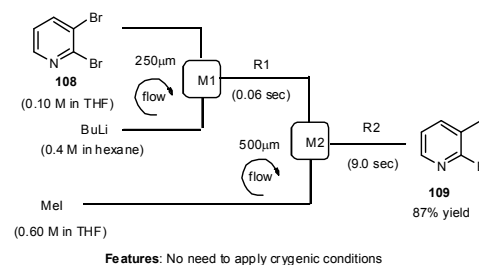 Br
N
Br
108
(0.10 M in THF)
250μm
flow
M1
R1
(0.06 sec)
BuLi
(0.4 M in hexane)
500μm
flow
M2
R2
(9.0 sec)
N
109
87% yield
MeI
(0.60 M in THF)
Features: No need to apply crygenic conditions